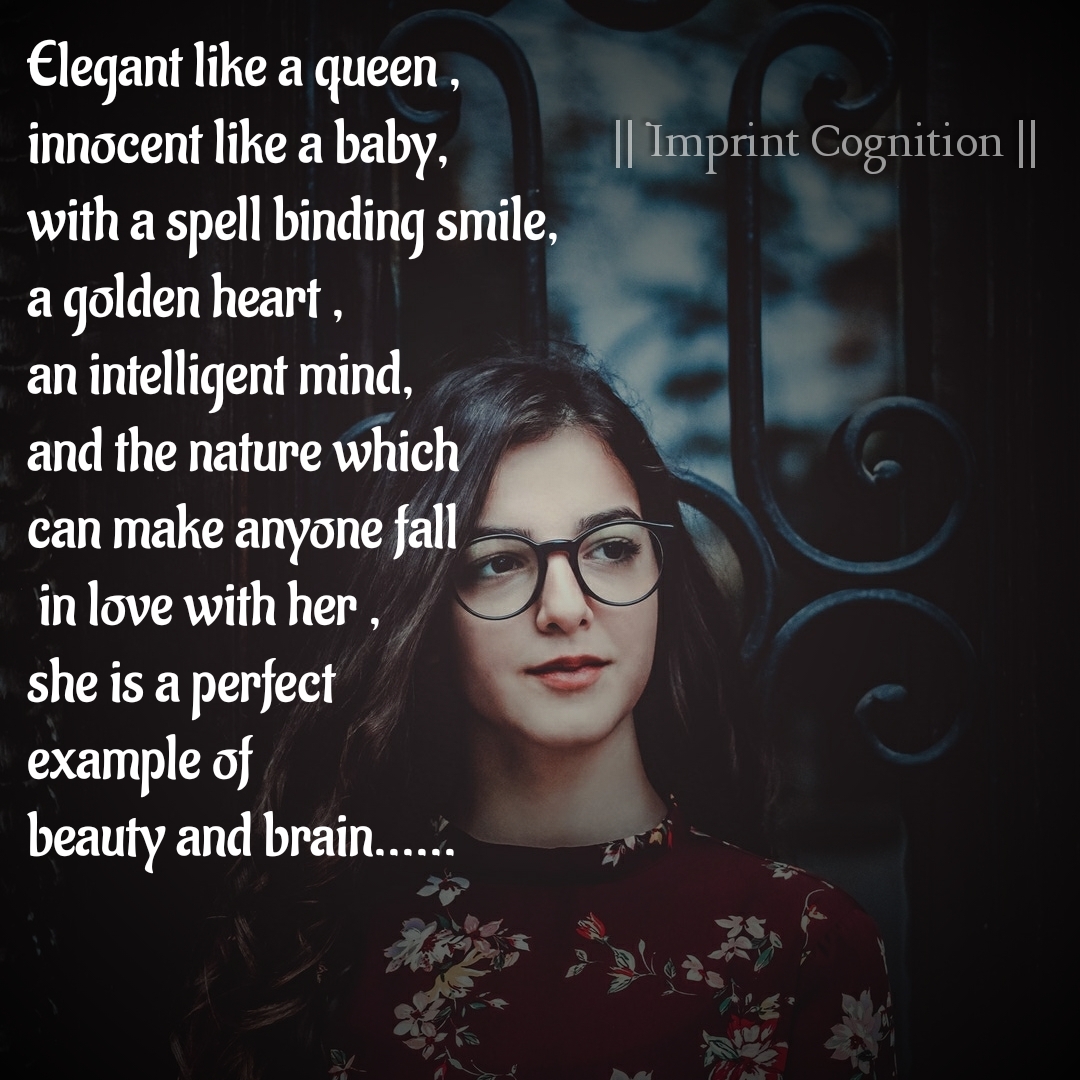 Elegant like a queen ,
innocent like a baby,
with a spell binding smile,
a golden heart ,
an intelligent mind,
and the nature which
can make anyone fall
in love with her ,
she is a perfect
example of
beauty and brain......
|| Imprint Cognition ||